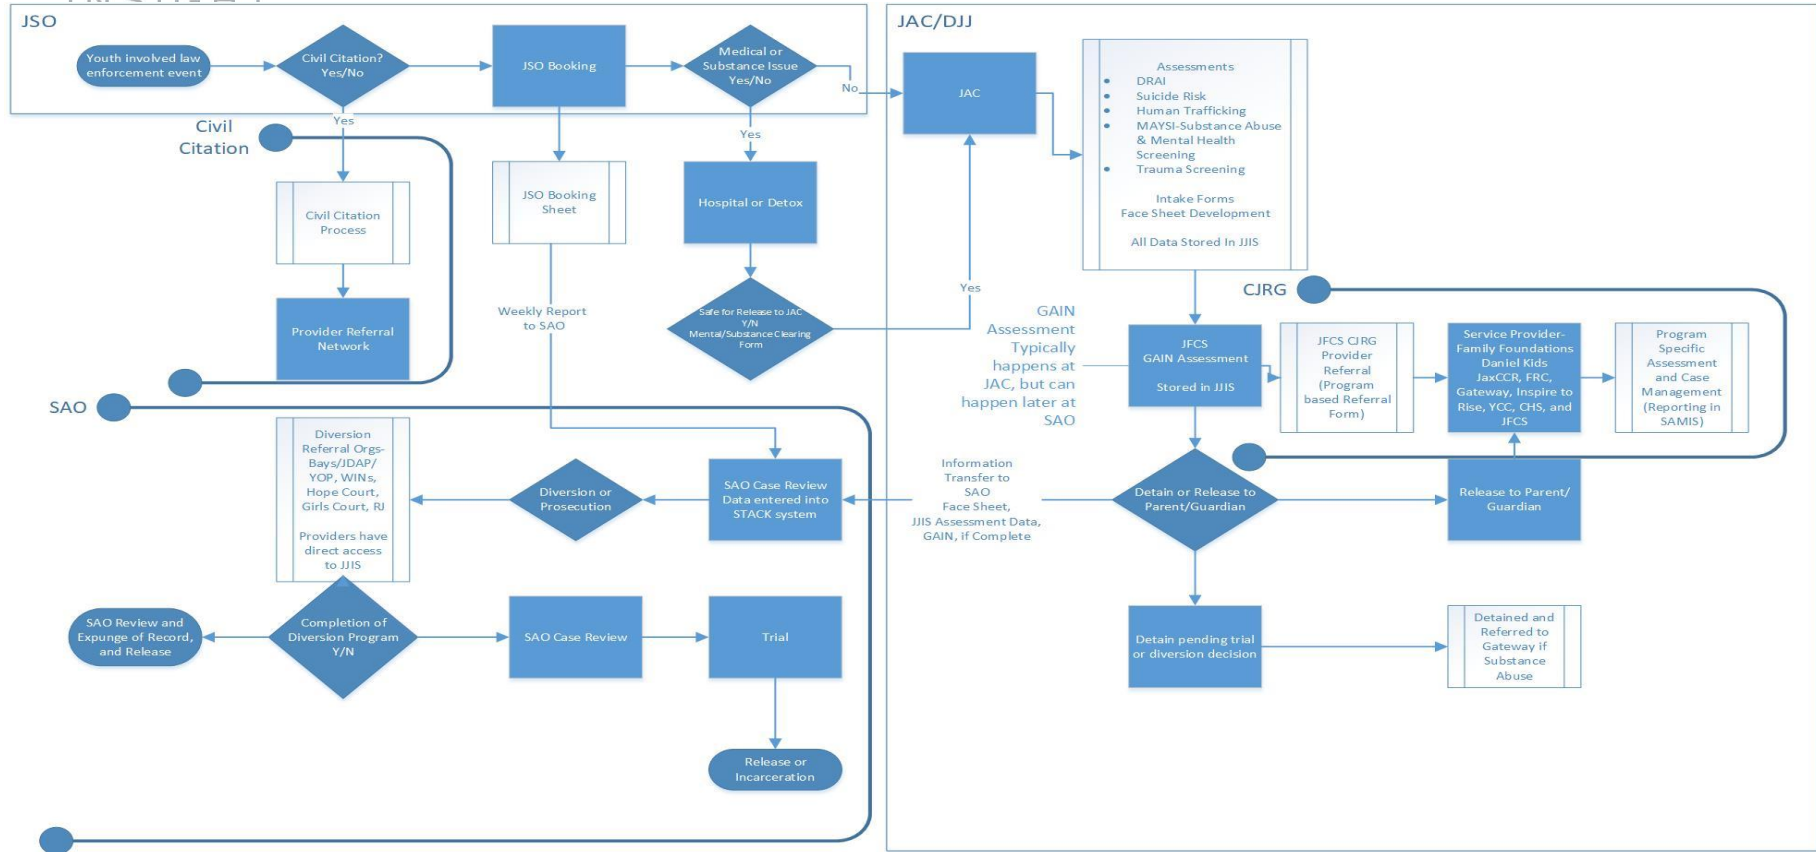 JSO
Youth involved law
enforcement event
Civil Citation?
Yes/No
JSO Booking
Medical or
Substance Issue
Yes/No
No
Yes
Yes
Civil
Citation
Civil Citation
Process
Provider Referral
Network
JSO Booking
Sheet
Weekly Report
to SAO
Hospital or Detox
Safe for Release to JAC
Y/N
Mental/Substance Clearing
Form
Yes
JAC/DJJ
JAC
Assessments
• DRAI
• Suicide Risk
• Human Trafficking
• MAYSI-Substance Abuse
& Mental Health
Screening
• Trauma Screening
Intake Forms
Face Sheet Development
All Data Stored In JJIS
CJRG
GAIN
Assessment
Typically
happens at
JAC, but can
happen later at
SAO
JFCS
GAIN Assessment
Stored in JJIS
JFCS CJRG
Provider
Referral
(Program
based Referral
Form)
Service Provider-
Family Foundations
Daniel Kids
JaxCCR, FRC,
Gateway, Inspire to
Rise, YCC, CHS, and
JFCS
Program
Specific
Assessment
and Case
Management
(Reporting in
SAMIS)
SAO
Diversion
Referral Orgs-
Bays/JDAP/
YOP, WINs,
Hope Court,
Girls Court, RJ
Providers have
direct access
to JJIS
Diversion or
Prosecution
SAO Case Review
Data entered into
STACK system
Information
Transfer to
SAO
Face Sheet,
JJIS Assessment Data,
GAIN, if Complete
Detain or Release to
Parent/Guardian
Release to Parent/
Guardian
SAO Review and
Expunge of Record,
and Release
Completion of
Diversion Program
Y/N
SAO Case Review
Trial
Release or
Incarceration
Detain pending trial
or diversion decision
Detained and
Referred to
Gateway if
Substance
Abuse